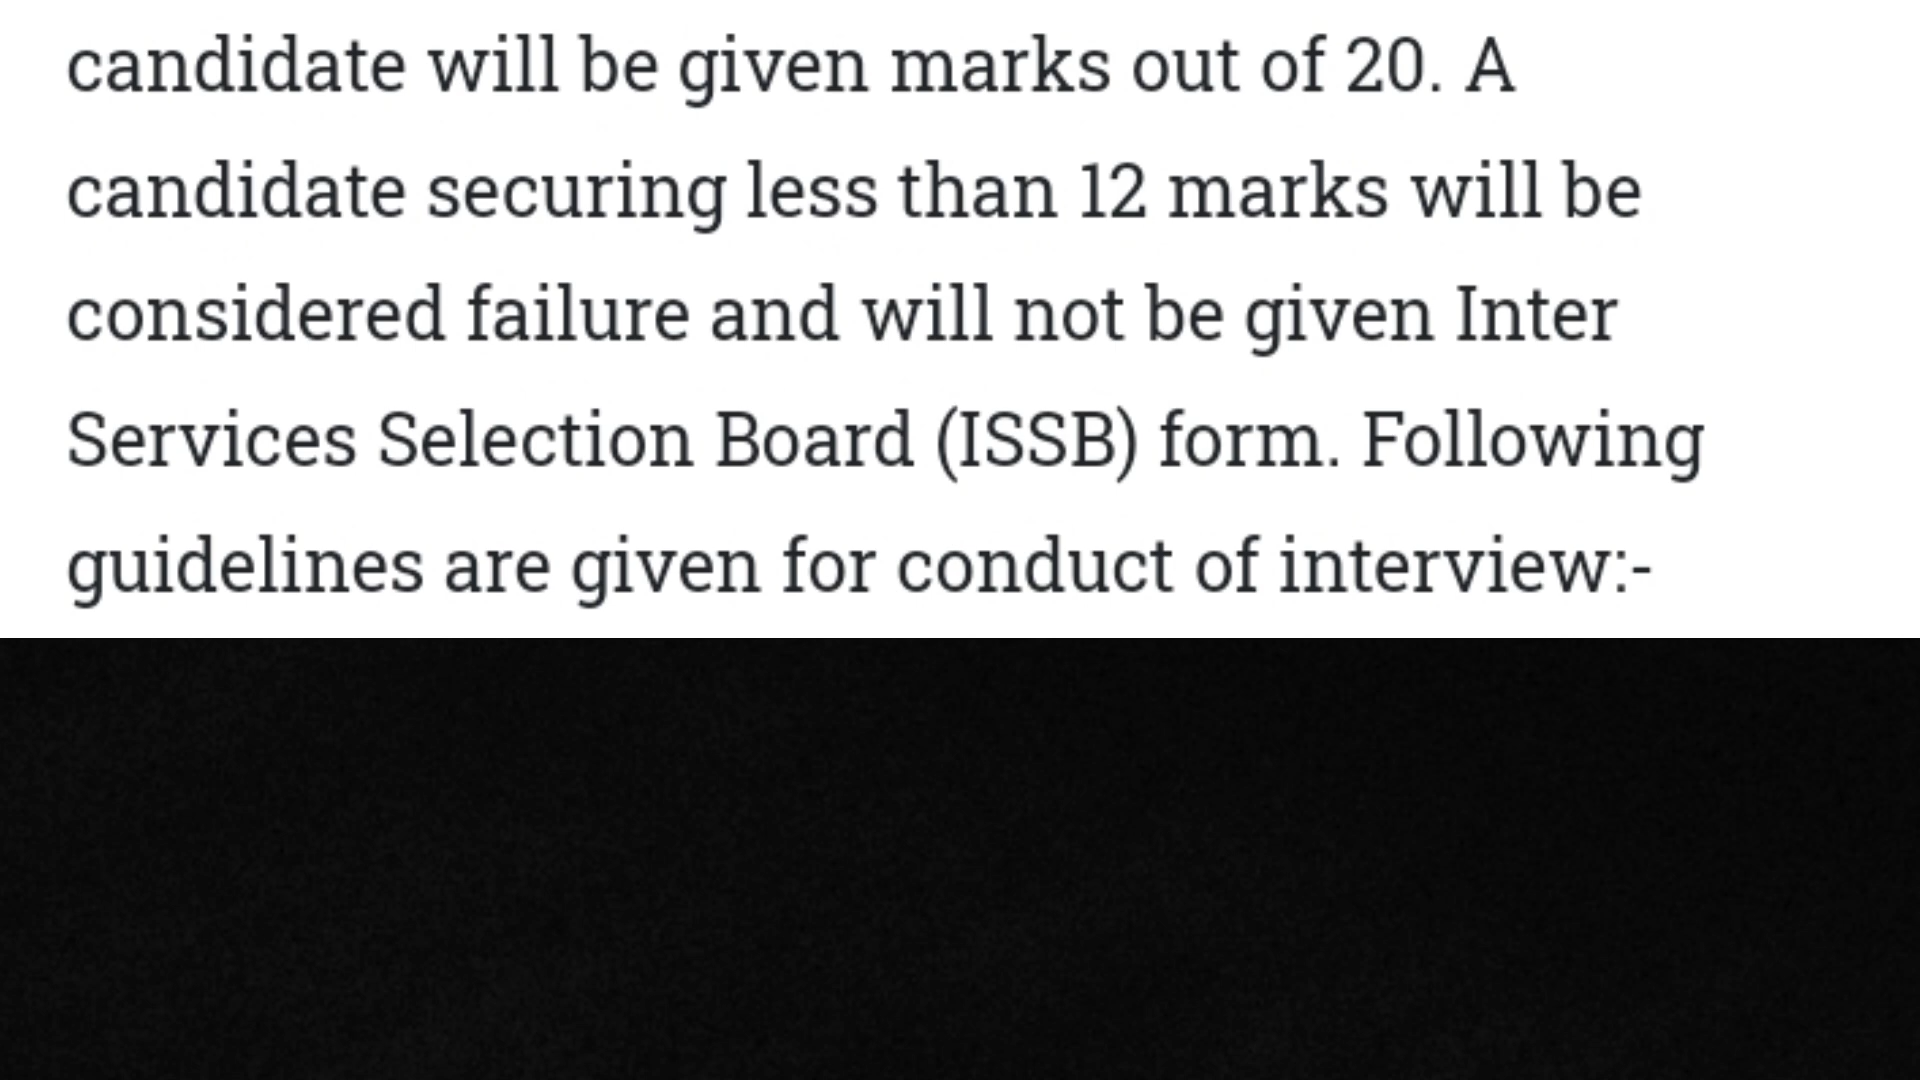 candidate will be given marks out of 20. A
candidate securing less than 12 marks will be
considered failure and will not be given Inter
Services Selection Board (ISSB) form. Following
guidelines are given for conduct of interview:-